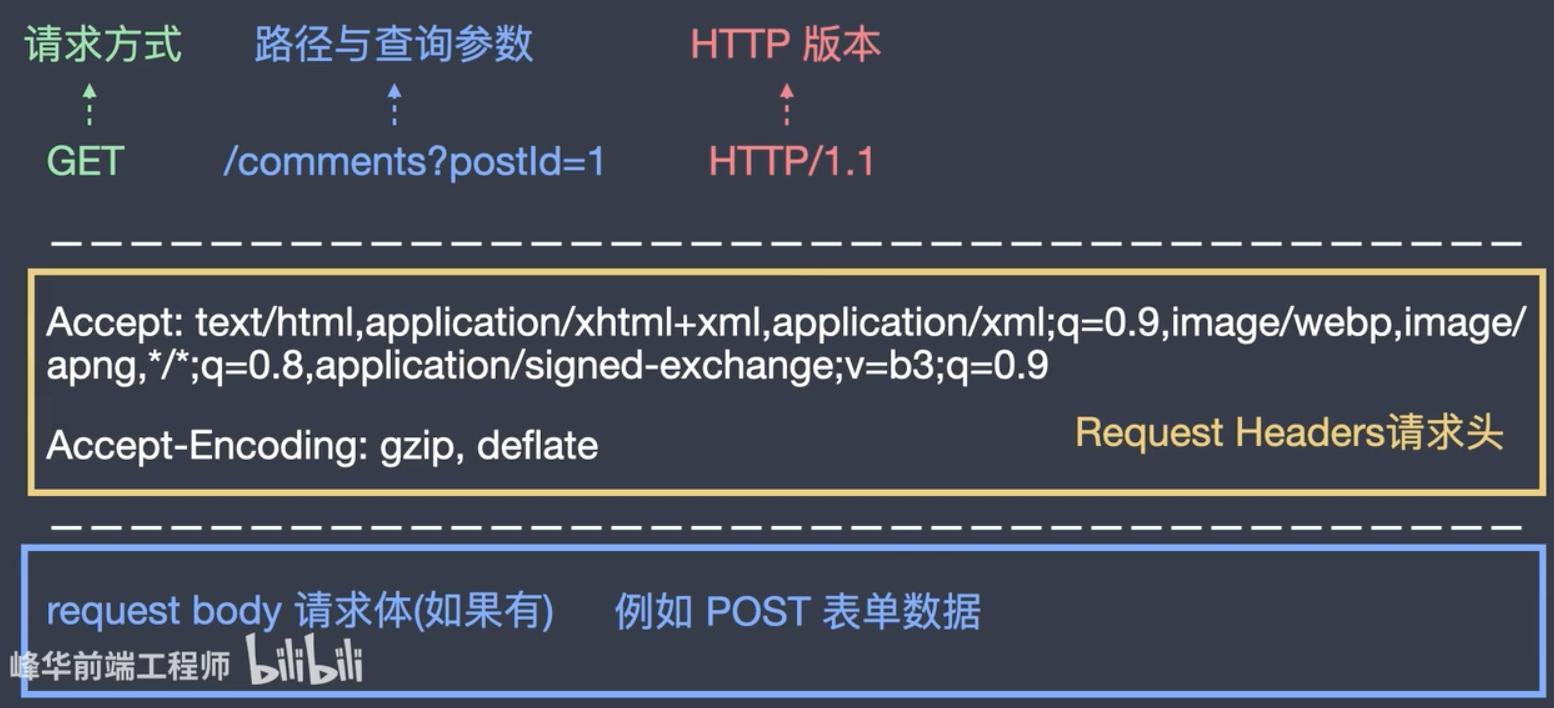 请求方式 路径与查询参数 HTTP 版本
GET /comments?postId=1 HTTP/1.1
Accept: text/html,application/xhtml+xml,application/xml;q=0.9,image/webp,image/
apng,*/*;q=0.8,application/signed-exchange;v=b3;q=0.9
Accept-Encoding: gzip, deflate
Request Headers请求头
request body 请求体(如果有) 例如 POST 表单数据
峰华前端工程师 bilibili